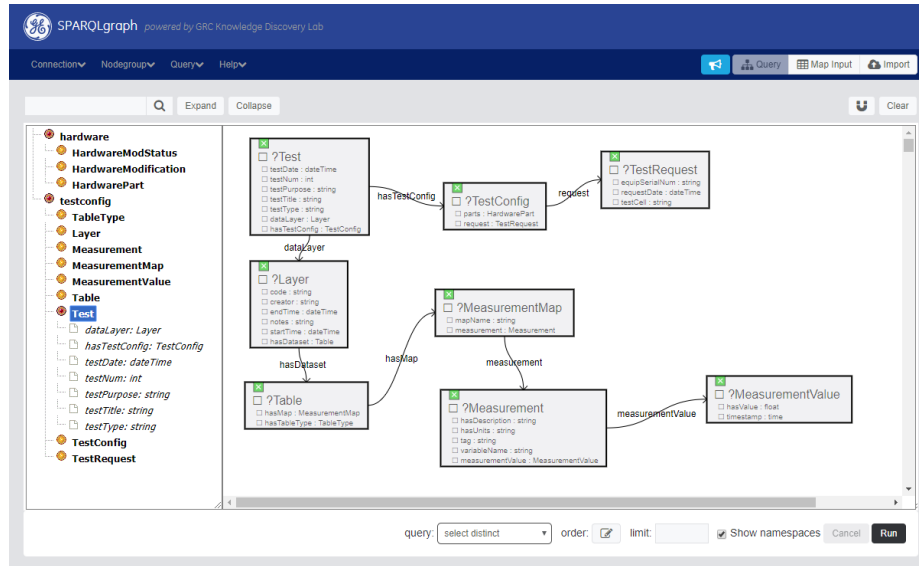 SPARQLgraph powered by GRC Knowledge Discovery Lab
Connection Nodegroup Query Help
Query Map Input Import
Expand Collapse Clear
hardware
HardwareModStatus
HardwareModification
HardwarePart
testconfig
TableType
Layer
Measurement
MeasurementMap
MeasurementValue
Table
Test
dataLayer: Layer
hasTestConfig: TestConfig
testDate: dateTime
testNum: int
testPurpose: string
testTitle: string
testType: string
TestConfig
TestRequest
?Test
testDate : dateTime
testNum : int
testPurpose : string
testTitle : string
testType : string
dataLayer : Layer
hasTestConfig : TestConfig
hasTestConfig
?TestConfig
parts : HardwarePart
request : TestRequest
request
?TestRequest
equipSerialNum : string
requestDate : dateTime
testCell : string
dataLayer
?Layer
code : string
creator : string
endTime : dateTime
notes : string
startTime : dateTime
hasDataset : Table
hasDataset
?Table
hasMap : MeasurementMap
hasTableType : TableType
hasMap
?MeasurementMap
mapName : string
measurement : Measurement
measurement
?Measurement
hasDescription : string
hasUnits : string
tag : string
variableName : string
measurementValue : MeasurementValue
measurementValue
?MeasurementValue
hasValue : float
timestamp : time
query: select distinct order: limit: Show namespaces Cancel Run